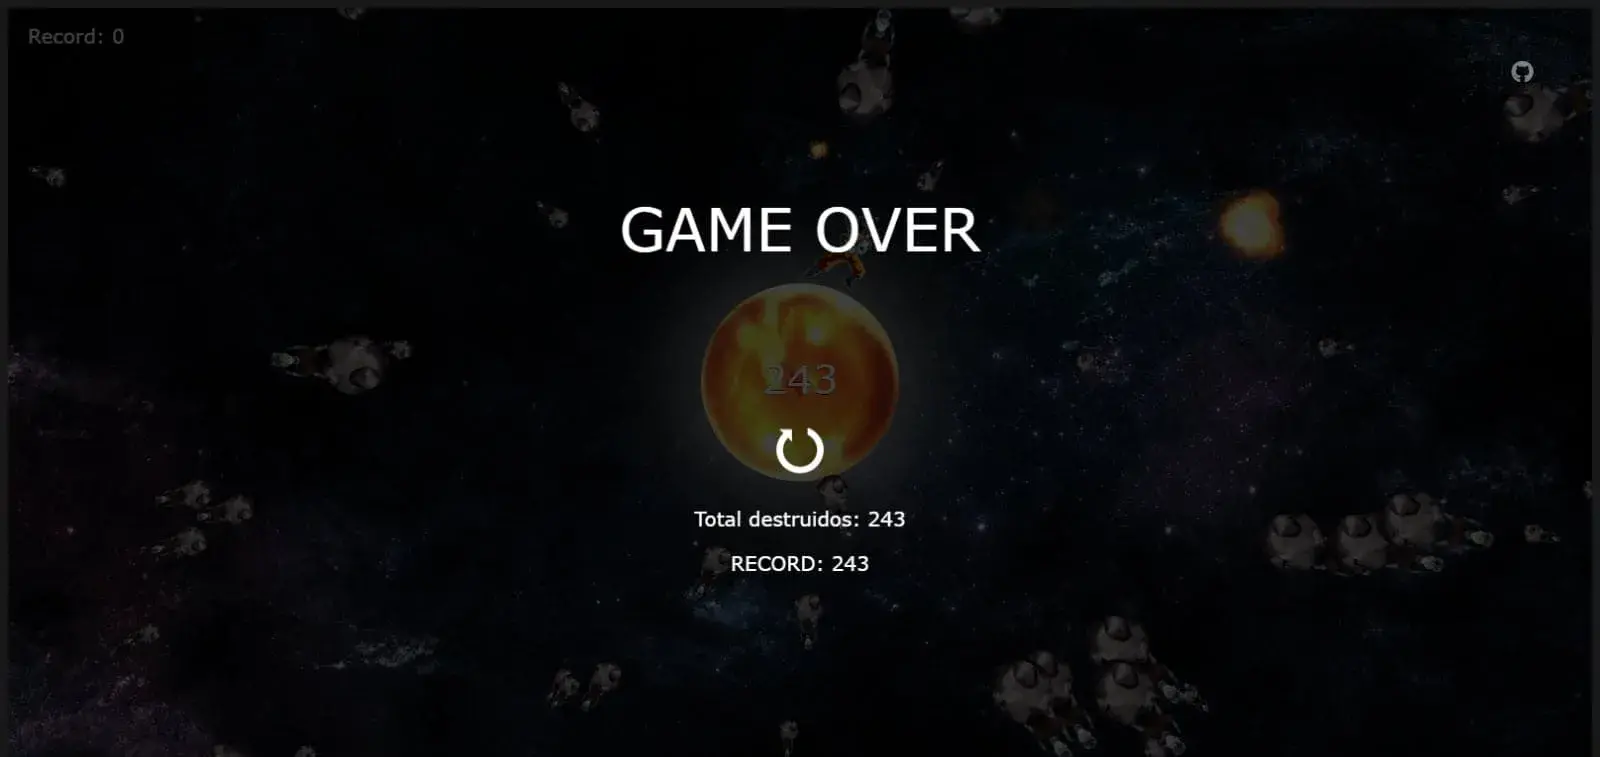 Record: 0
GAME OVER
243
Total destruidos: 243
RECORD: 243